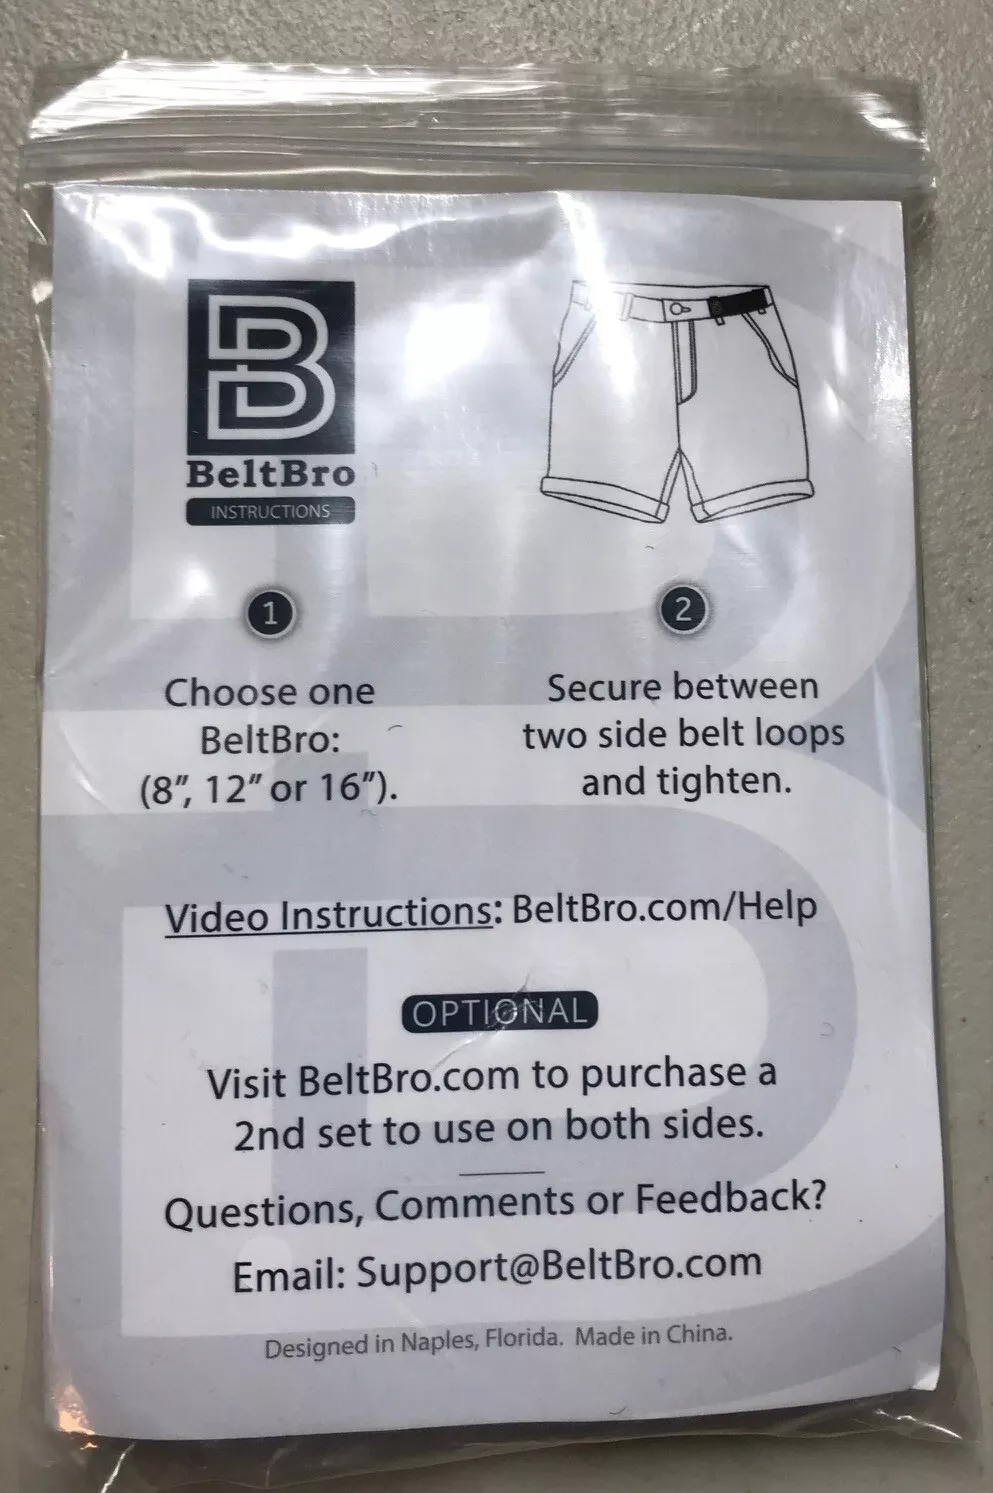 B
BeltBro
INSTRUCTIONS
1
Choose one
BeltBro:
(8”, 12” or 16”).
2
Secure between
two side belt loops
and tighten.
Video Instructions: BeltBro.com/Help
OPTIONAL
Visit BeltBro.com to purchase a
2nd set to use on both sides.
Questions, Comments or Feedback?
Email: Support@BeltBro.com
Designed in Naples, Florida. Made in China.